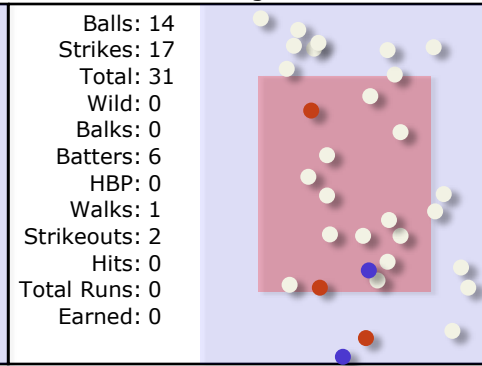 Balls: 14
Strikes: 17
Total: 31
Wild: 0
Balks: 0
Batters: 6
HBP: 0
Walks: 1
Strikeouts: 2
Hits: 0
Total Runs: 0
Earned: 0